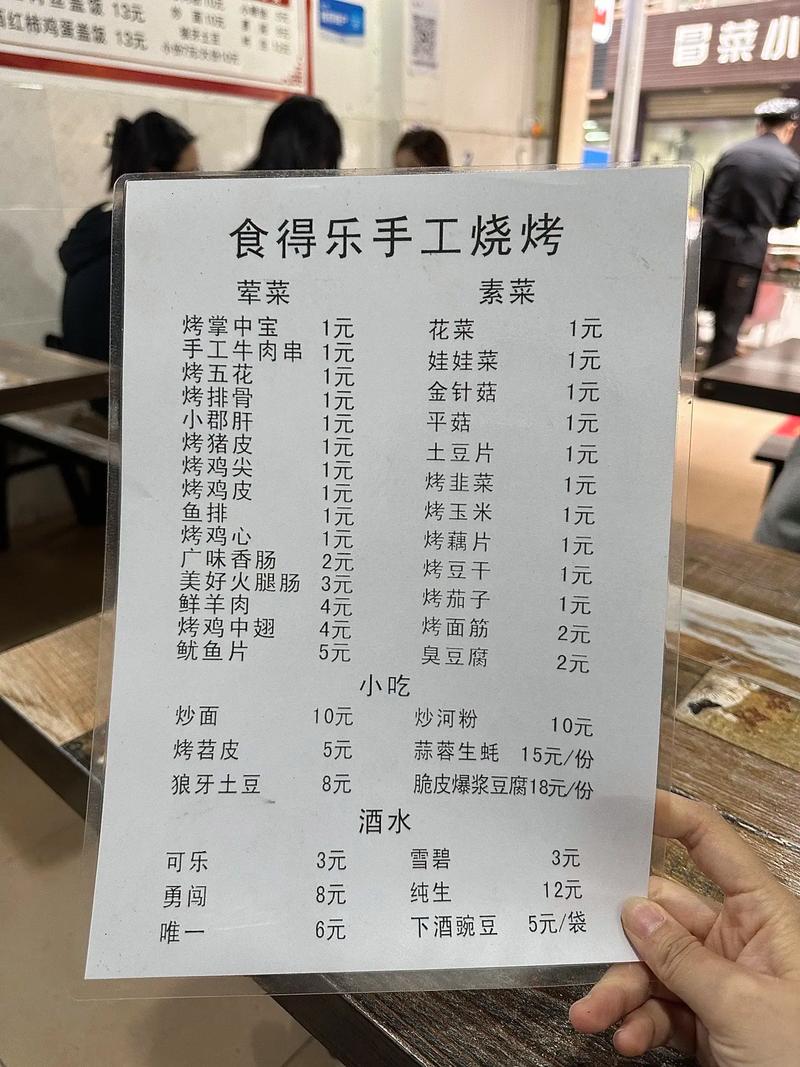 红柿鸡蛋盖饭 13元
13元
冒菜小
食得乐手工烧烤
荤菜
烤掌中宝 1元
手工牛肉串 1元
烤五花 1元
烤排骨 1元
小郡肝 1元
烤猪皮 1元
烤鸡尖 1元
烤鸡皮 1元
鱼排 1元
烤鸡心 1元
广味香肠 2元
美好火腿肠 3元
鲜羊肉 4元
烤鸡中翅 4元
鱿鱼片 5元
素菜
花菜 1元
娃娃菜 1元
金针菇 1元
平菇 1元
土豆片 1元
烤韭菜 1元
烤玉米 1元
烤藕片 1元
烤豆干 1元
烤茄子 1元
烤面筋 2元
臭豆腐 2元
小吃
炒面 10元 炒河粉 10元
烤苕皮 5元 蒜蓉生蚝 15元/份
狼牙土豆 8元 脆皮爆浆豆腐18元/份
酒水
可乐 3元 雪碧 3元
勇闯 8元 纯生 12元
唯一 6元 下酒豌豆 5元/袋